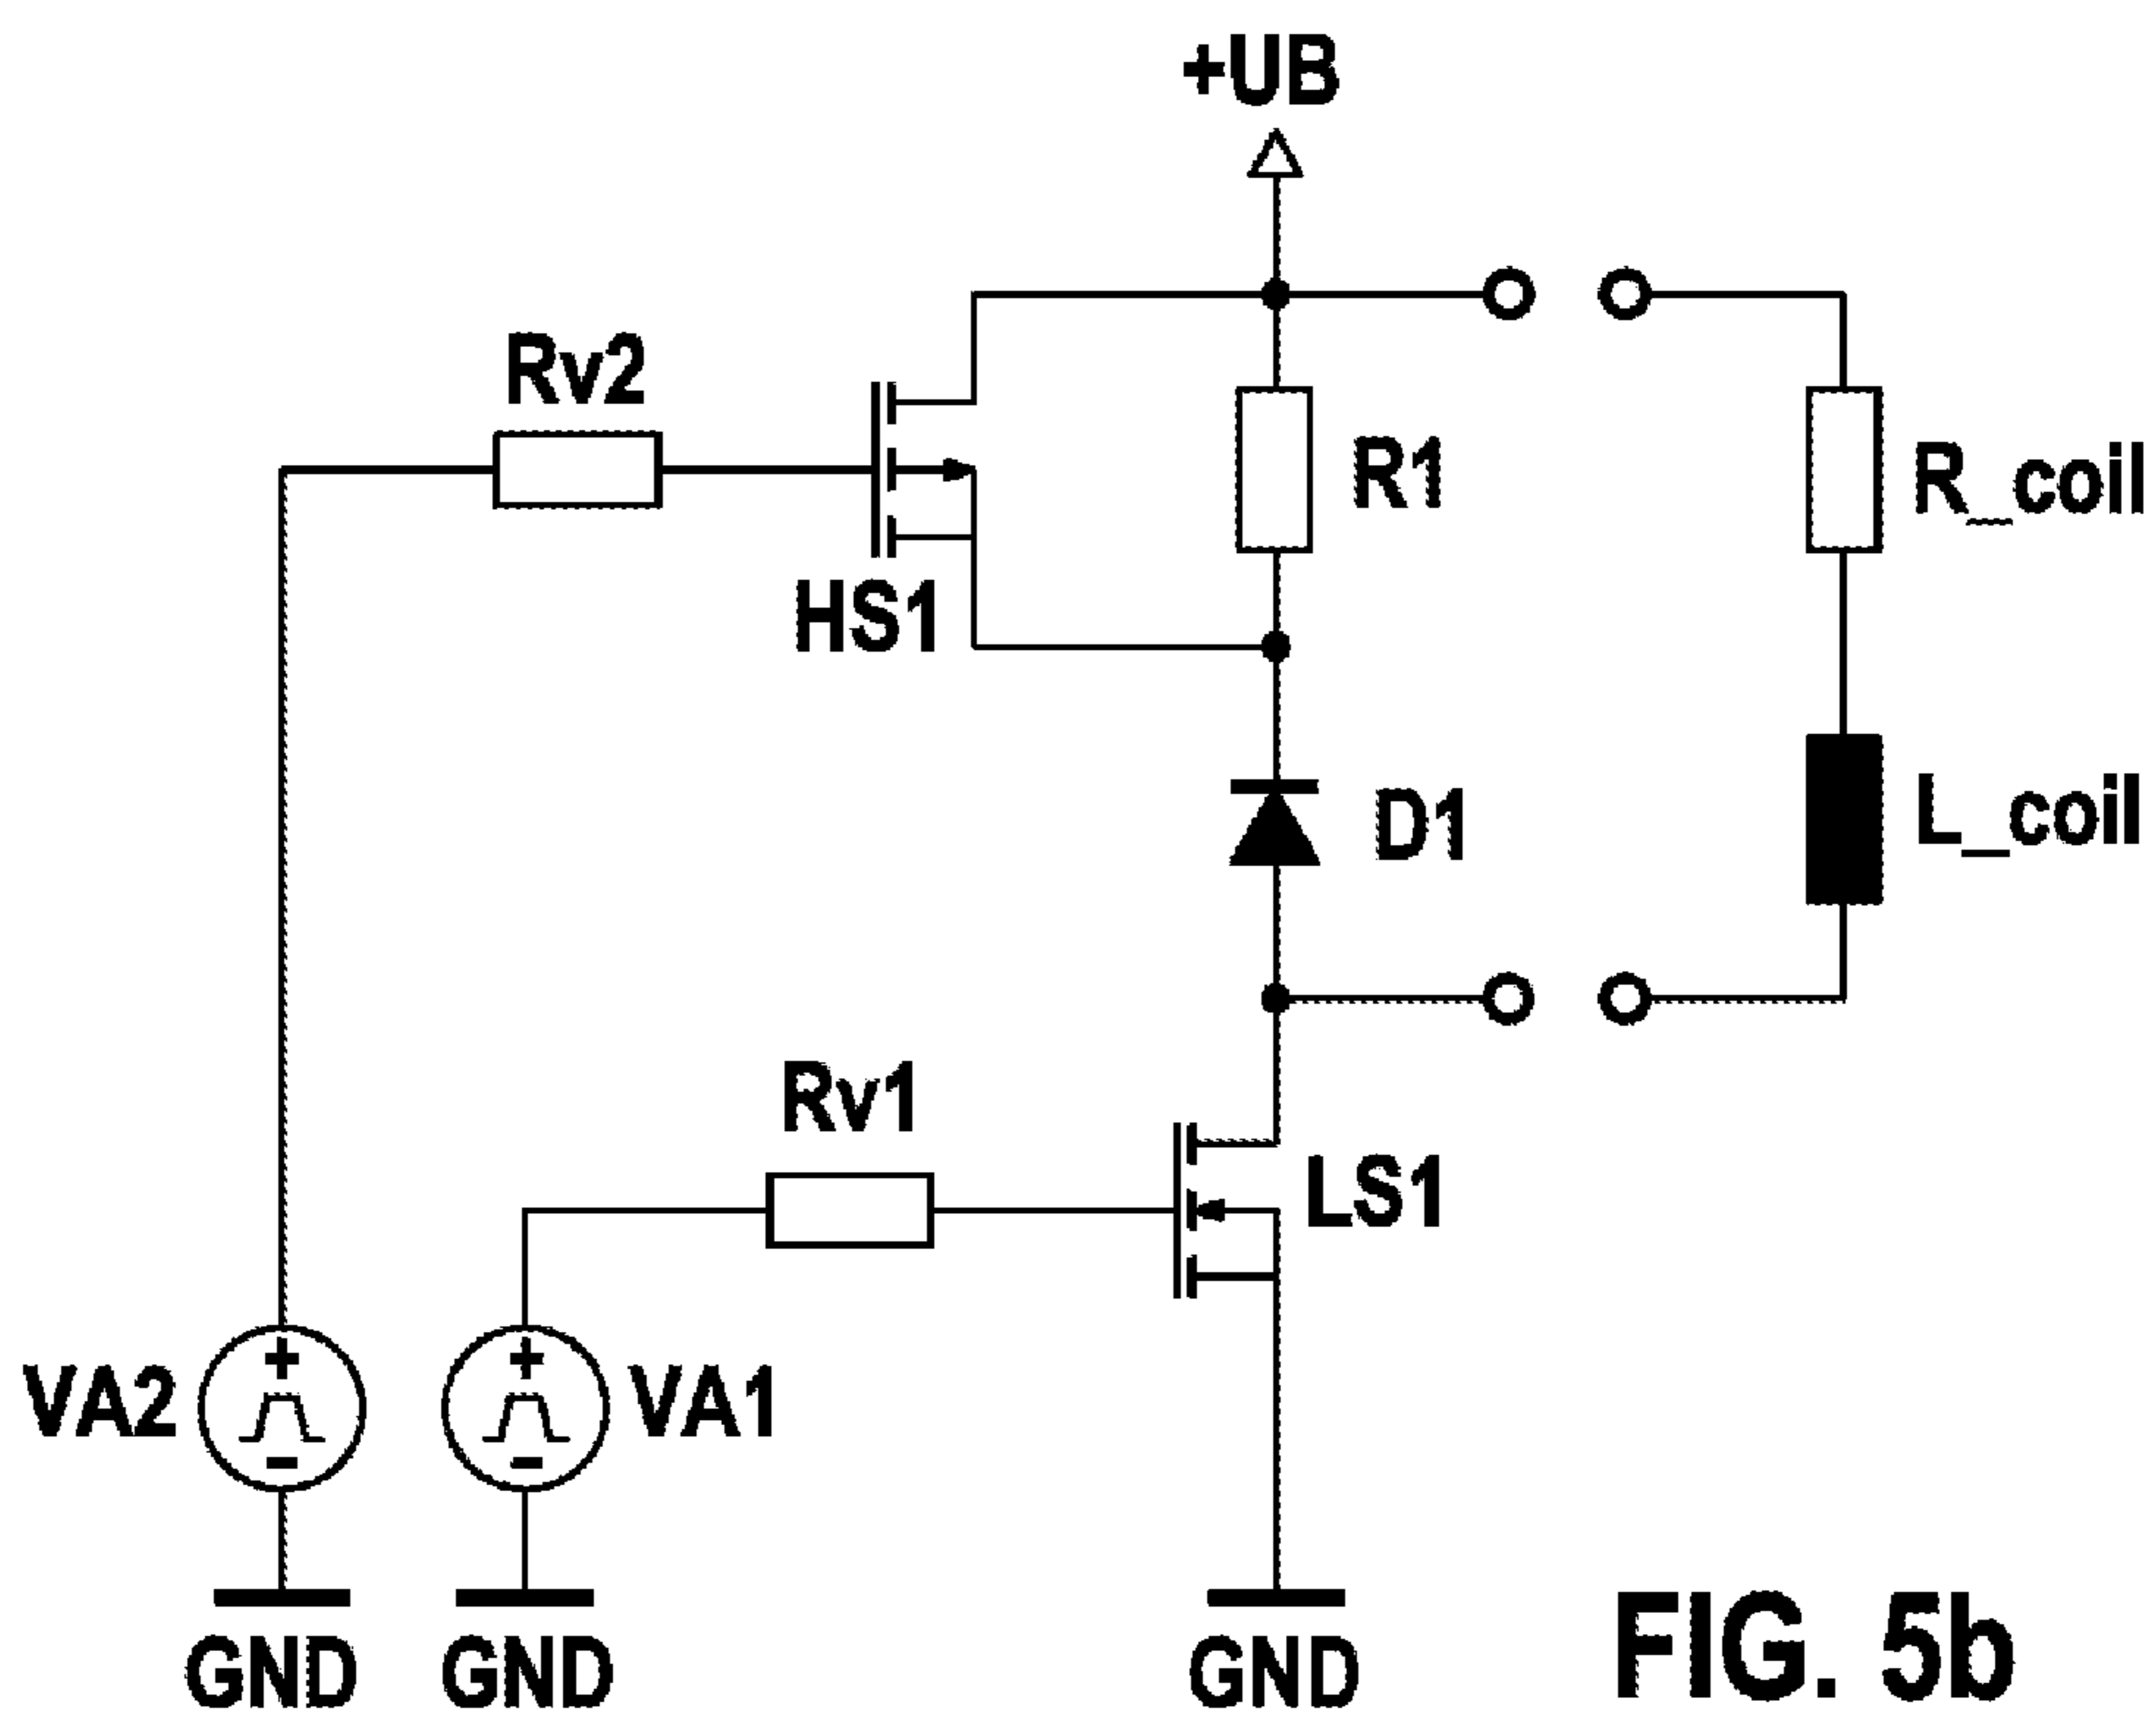 +UB
Rv2
R1
R_coil
HS1
D1
L_coil
Rv1
LS1
VA2
+
-
VA1
+
-
GND
GND
GND
FIG. 5b